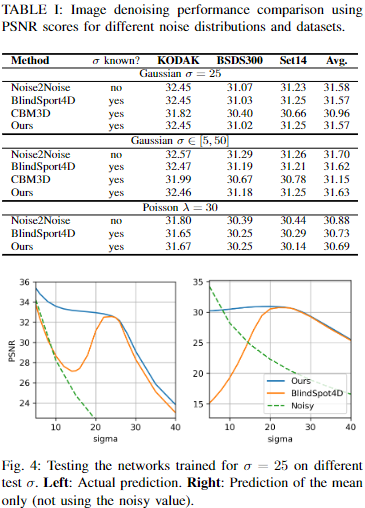 TABLE I: Image denoising performance comparison using
PSNR scores for different noise distributions and datasets.
Method σ known? KODAK BSDS300 Set14 Avg.
Gaussian σ = 25
Noise2Noise no 32.45 31.07 31.23 31.58
BlindSport4D yes 32.45 31.03 31.25 31.57
CBM3D yes 31.82 30.40 30.66 30.96
Ours yes 32.45 31.02 31.25 31.57
Gaussian σ ∈ [5, 50]
Noise2Noise no 32.57 31.29 31.26 31.70
BlindSport4D yes 32.47 31.19 31.21 31.62
CBM3D yes 31.99 30.67 30.78 31.15
Ours yes 32.46 31.18 31.25 31.63
Poisson λ = 30
Noise2Noise no 31.80 30.39 30.44 30.88
BlindSport4D yes 31.65 30.25 30.29 30.73
Ours yes 31.67 30.25 30.14 30.69
36
34
32
30
28
26
24
PSNR
10 20 30 40
sigma
35
30
25
20
15
10 20 30 40
sigma
Ours
BlindSpot4D
Noisy
Fig. 4: Testing the networks trained for σ = 25 on different
test σ. Left: Actual prediction. Right: Prediction of the mean
only (not using the noisy value).